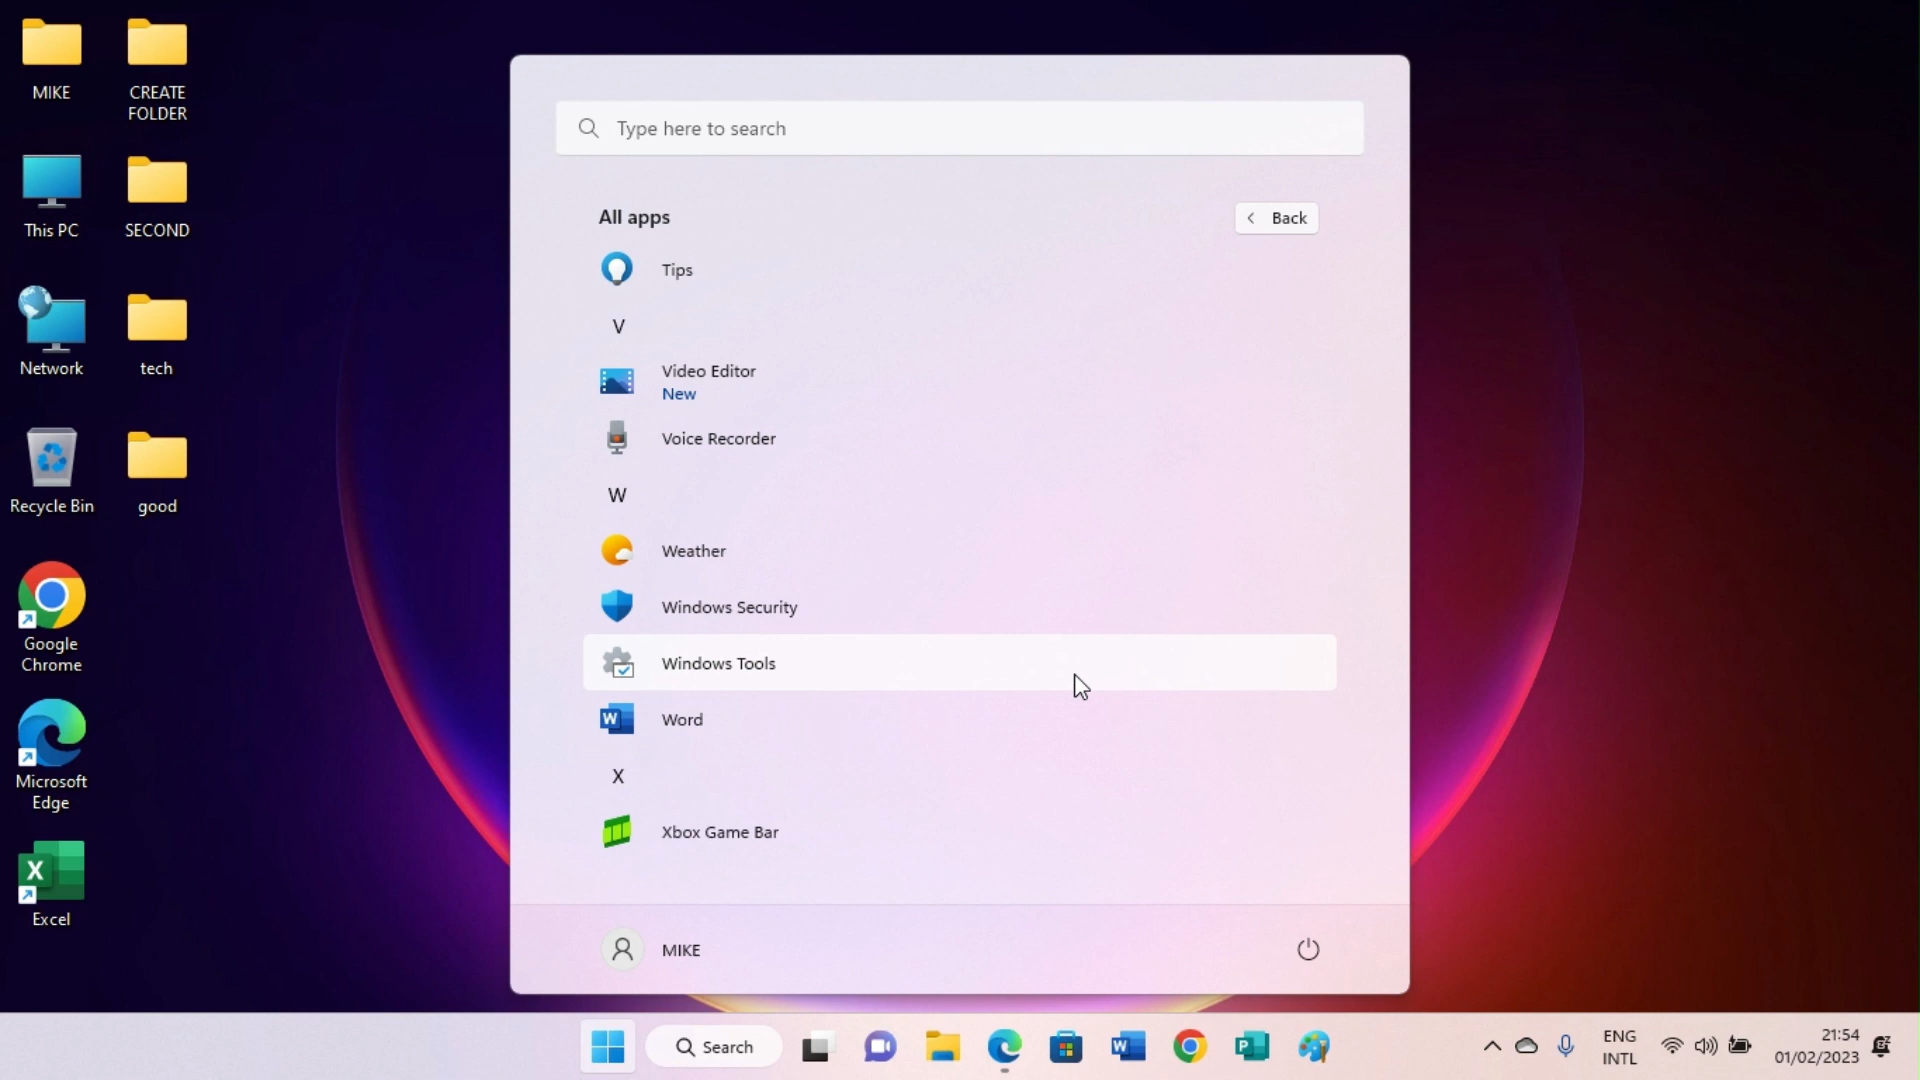 MIKE
CREATE
FOLDER
This PC
SECOND
Network
tech
Recycle Bin
good
Google
Chrome
Microsoft
Edge
Excel
Type here to search
All apps
Back
Tips
V
Video Editor
New
Voice Recorder
W
Weather
Windows Security
Windows Tools
Word
X
Xbox Game Bar
MIKE
Search
ENG
INTL
21:54
01/02/2023